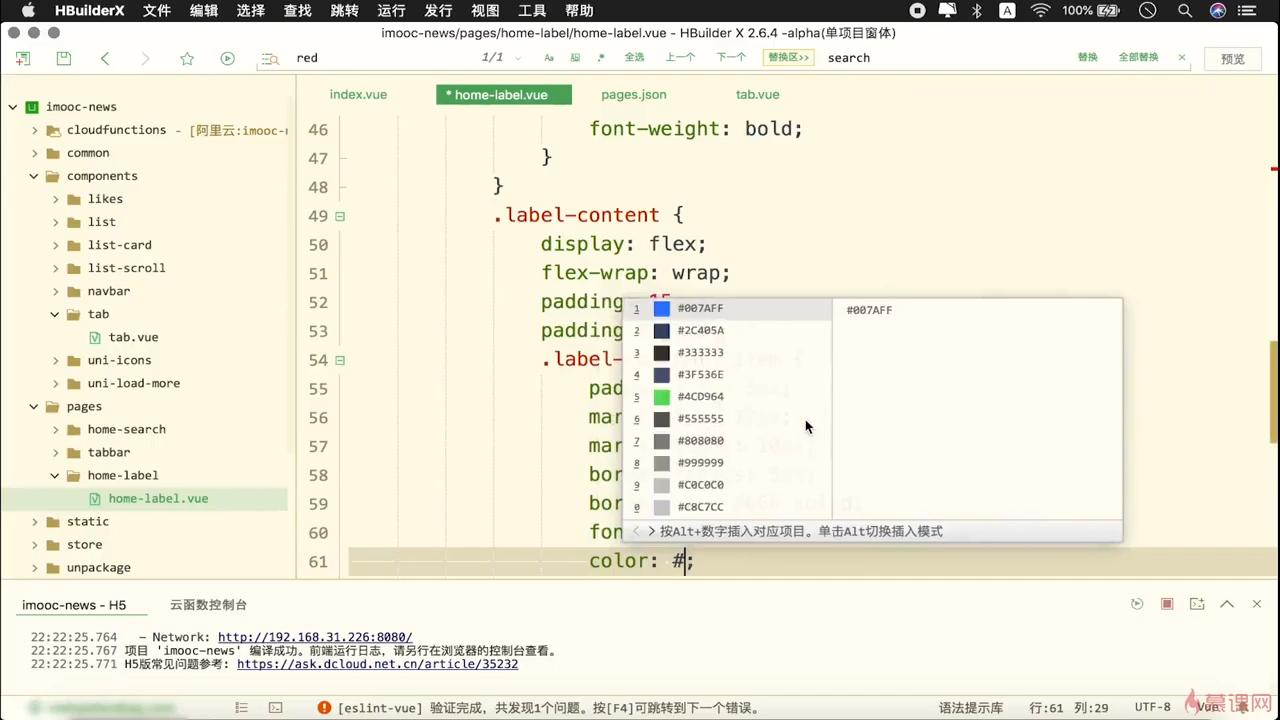 HBuilderX 文件 编辑 选择 查找 跳转 运行 发行 视图 工具 帮助 A 100%
imooc-news/pages/home-label/home-label.vue - HBuilder X 2.6.4 -alpha(单项目窗体)
red 1/1 Aa .* 全选 上一个 下一个 替换区>> search 替换 全部替换 × 预览
index.vue * home-label.vue pages.json tab.vue
imooc-news
cloudfunctions - [阿里云:imooc-
common
components
likes
list
list-card
list-scroll
navbar
tab
tab.vue
uni-icons
uni-load-more
pages
home-search
tabbar
home-label
home-label.vue
static
store
unpackage
46 font-weight: bold;
47 }
48 }
49 .label-content {
50 display: flex;
51 flex-wrap: wrap;
52 padding
53 padding
54 .label-
55 pad
56 mar
57 mar
58 bor
59 bor
60 fon
61 color: #;
1 #007AFF #007AFF
2 #2C405A
3 #333333
4 #3F536E
5 #4CD964
6 #555555
7 #808080
8 #999999
9 #C0C0C0
0 #C8C7CC
< > 按Alt+数字插入对应项目。单击Alt切换插入模式
imooc-news - H5 云函数控制台
22:22:25.764 - Network: http://192.168.31.226:8080/
22:22:25.767 项目 'imooc-news' 编译成功。前端运行日志，请另行在浏览器的控制台查看。
22:22:25.771 H5版常见问题参考: https://ask.dcloud.net.cn/article/35232
[eslint-vue] 验证完成，共发现1个问题。按[F4]可跳转到下一个错误。 语法提示库 行:61 列:29 UTF-8 Vue
慕课网